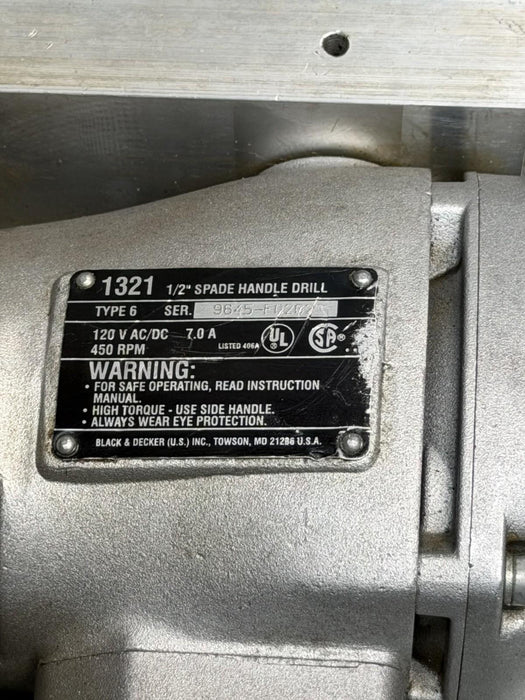 1321 1/2" SPADE HANDLE DRILL
TYPE 6 SER.
120 V AC/DC 7.0 A
450 RPM LISTED 406A UL SA®
WARNING:
• FOR SAFE OPERATING, READ INSTRUCTION
MANUAL.
• HIGH TORQUE - USE SIDE HANDLE.
• ALWAYS WEAR EYE PROTECTION.
BLACK & DECKER (U.S.) INC., TOWSON, MD 21286 U.S.A.